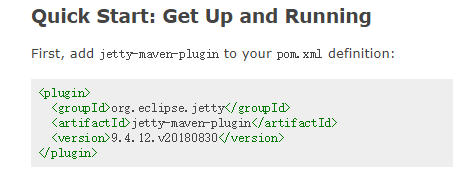 Quick Start: Get Up and Running
First, add jetty-maven-plugin to your pom.xml definition:
<plugin>
  <groupId>org.eclipse.jetty</groupId>
  <artifactId>jetty-maven-plugin</artifactId>
  <version>9.4.12.v20180830</version>
</plugin>